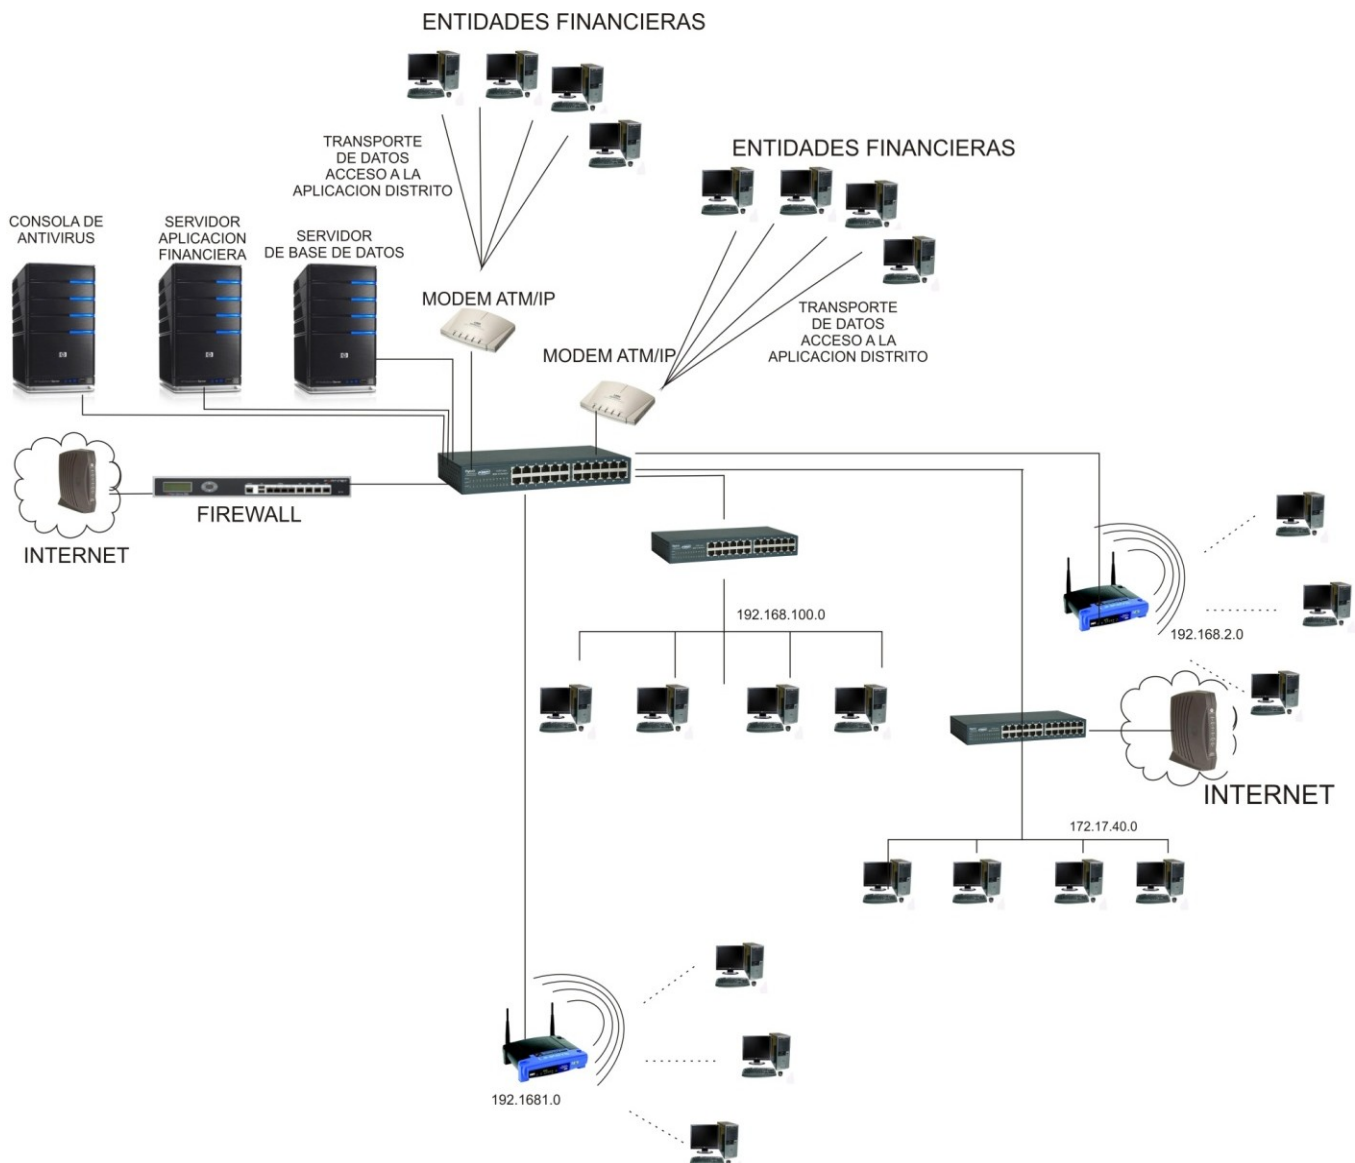 ENTIDADES FINANCIERAS
TRANSPORTE
DE DATOS
ACCESO A LA
APLICACION DISTRITO
ENTIDADES FINANCIERAS
CONSOLA DE
ANTIVIRUS
SERVIDOR
APLICACION
FINANCIERA
SERVIDOR
DE BASE DE DATOS
MODEM ATM/IP
TRANSPORTE
DE DATOS
ACCESO A LA
APLICACION DISTRITO
MODEM ATM/IP
FIREWALL
INTERNET
192.168.100.0
192.168.2.0
INTERNET
172.17.40.0
192.1681.0